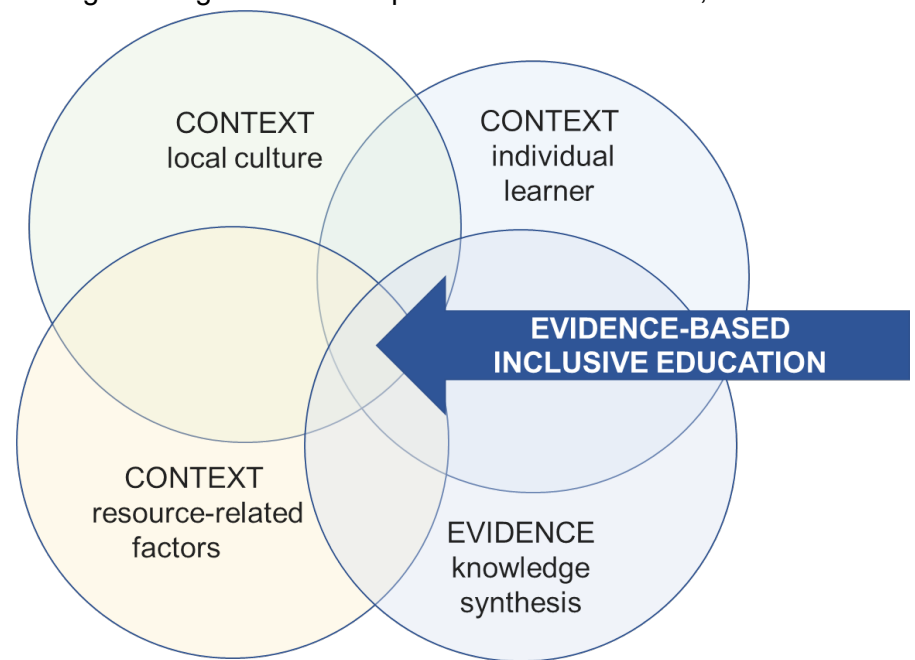 CONTEXT
local culture
CONTEXT
individual
learner
EVIDENCE-BASED
INCLUSIVE EDUCATION
CONTEXT
resource-related
factors
EVIDENCE
knowledge
synthesis